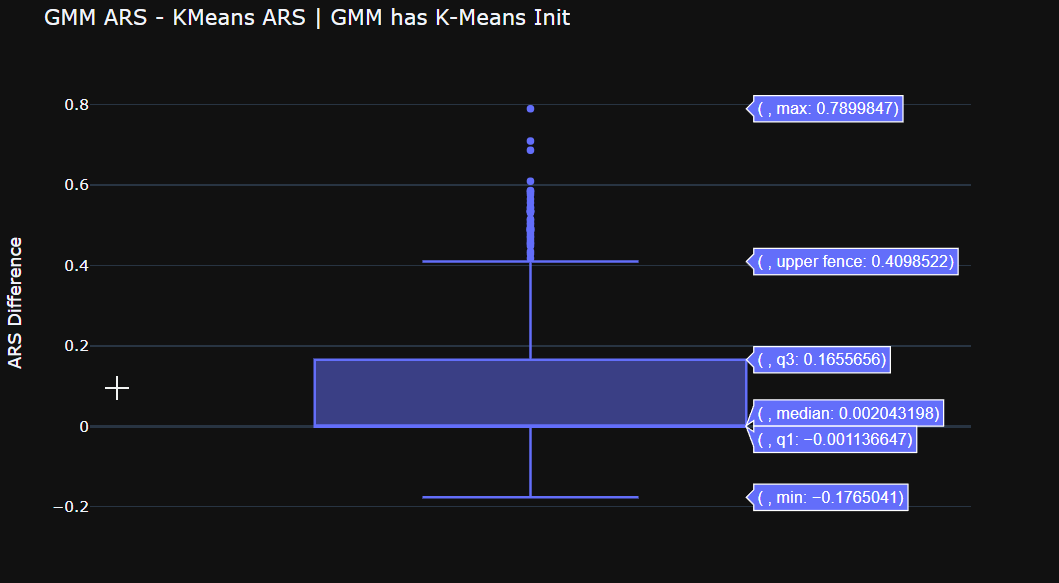 GMM ARS - KMeans ARS | GMM has K-Means Init
0.8
0.6
0.4
0.2
0
−0.2
ARS Difference
( , max: 0.7899847)
( , upper fence: 0.4098522)
( , q3: 0.1655656)
( , median: 0.002043198)
( , q1: −0.001136647)
( , min: −0.1765041)